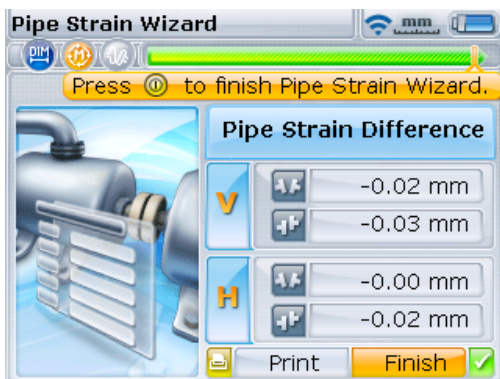 Pipe Strain Wizard
mm
DIM M
Press to finish Pipe Strain Wizard.
Pipe Strain Difference
V
-0.02 mm
-0.03 mm
H
-0.00 mm
-0.02 mm
Print Finish